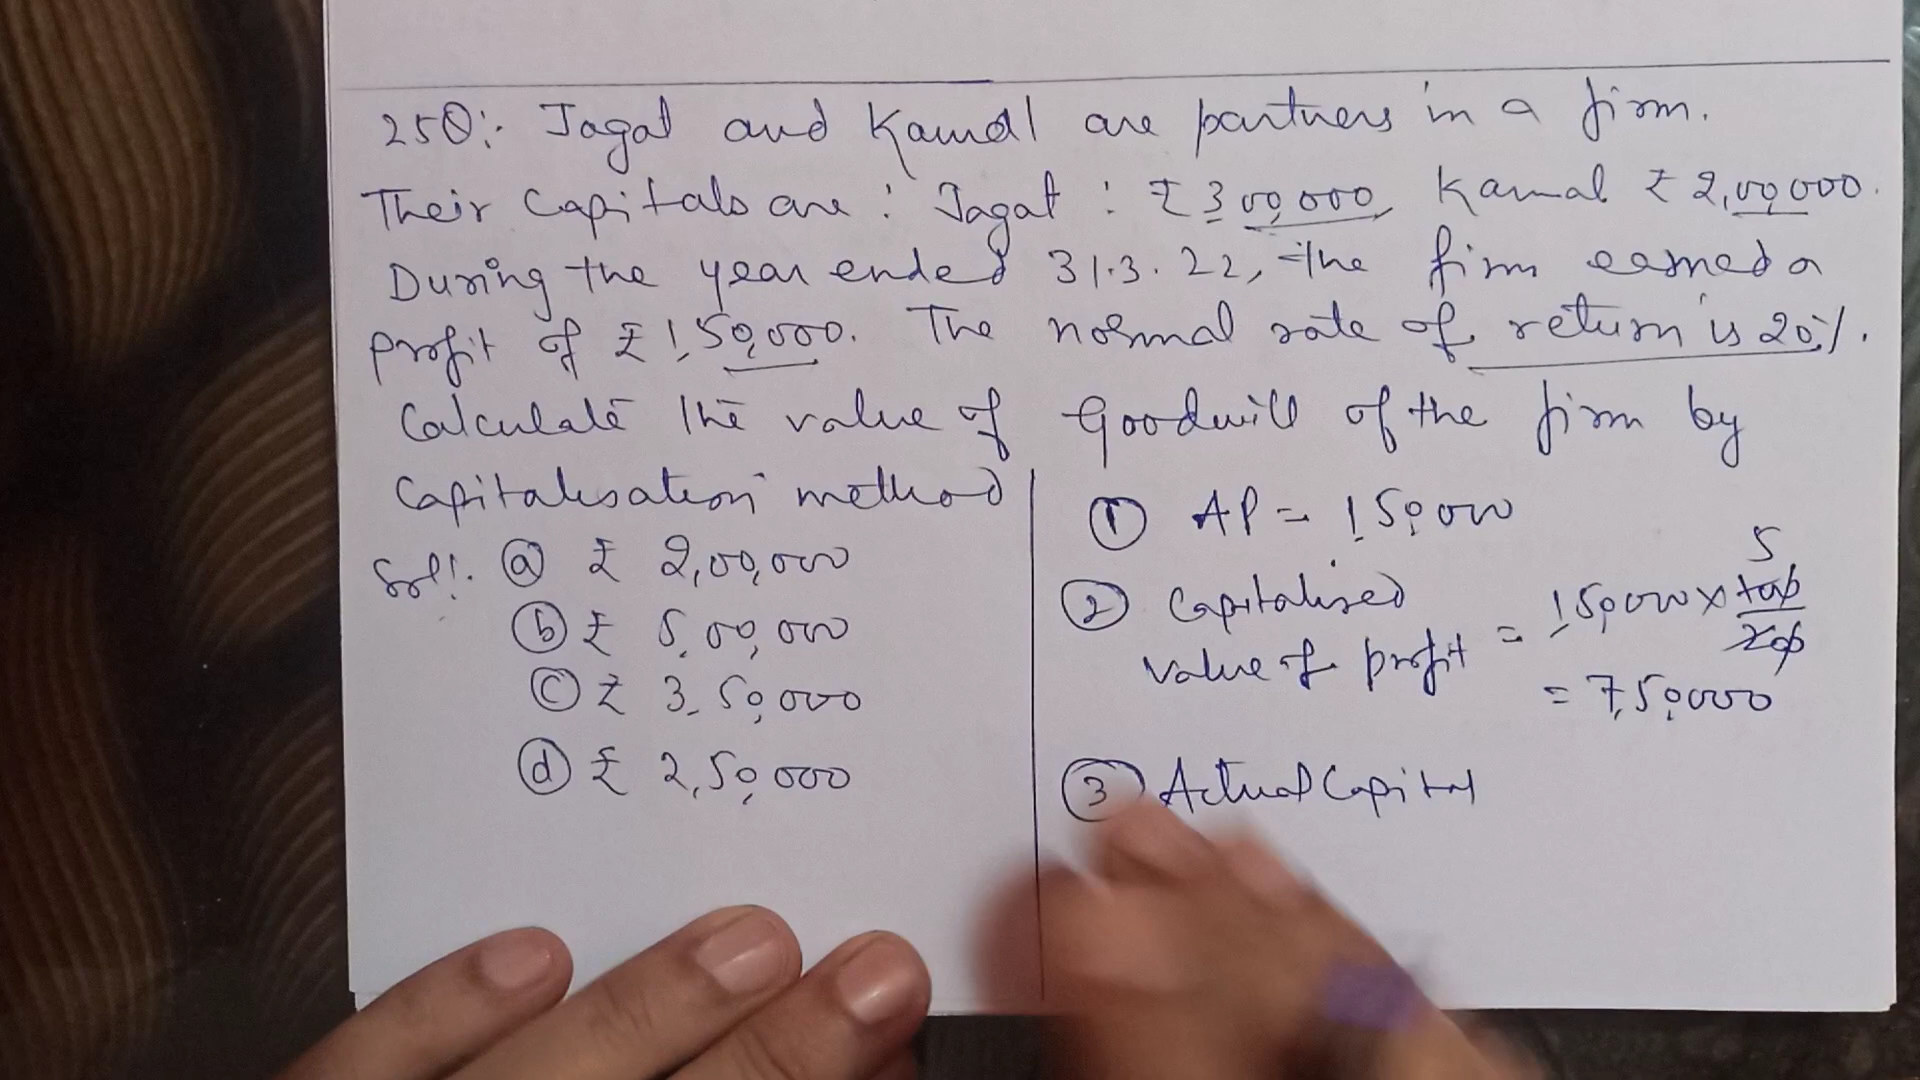 25Q:- Jagat and Kamal are partners in a firm.
Their Capitals are : Jagat : ₹ 300,000, Kamal ₹ 2,00,000.
During the year ended 31.3.22, the firm earned a
profit of ₹ 1,50,000. The normal rate of return is 20%.
Calculate the value of Goodwill of the firm by
Capitalisation method
Sol!:
ⓐ ₹ 2,00,000
ⓑ ₹ 5,00,000
ⓒ ₹ 3,50,000
ⓓ ₹ 2,50,000
① AP = 1,50,000
② Capitalised
value of profit = 1,50,000 x 100/20
5
= 7,50,000
③ Actual Capital